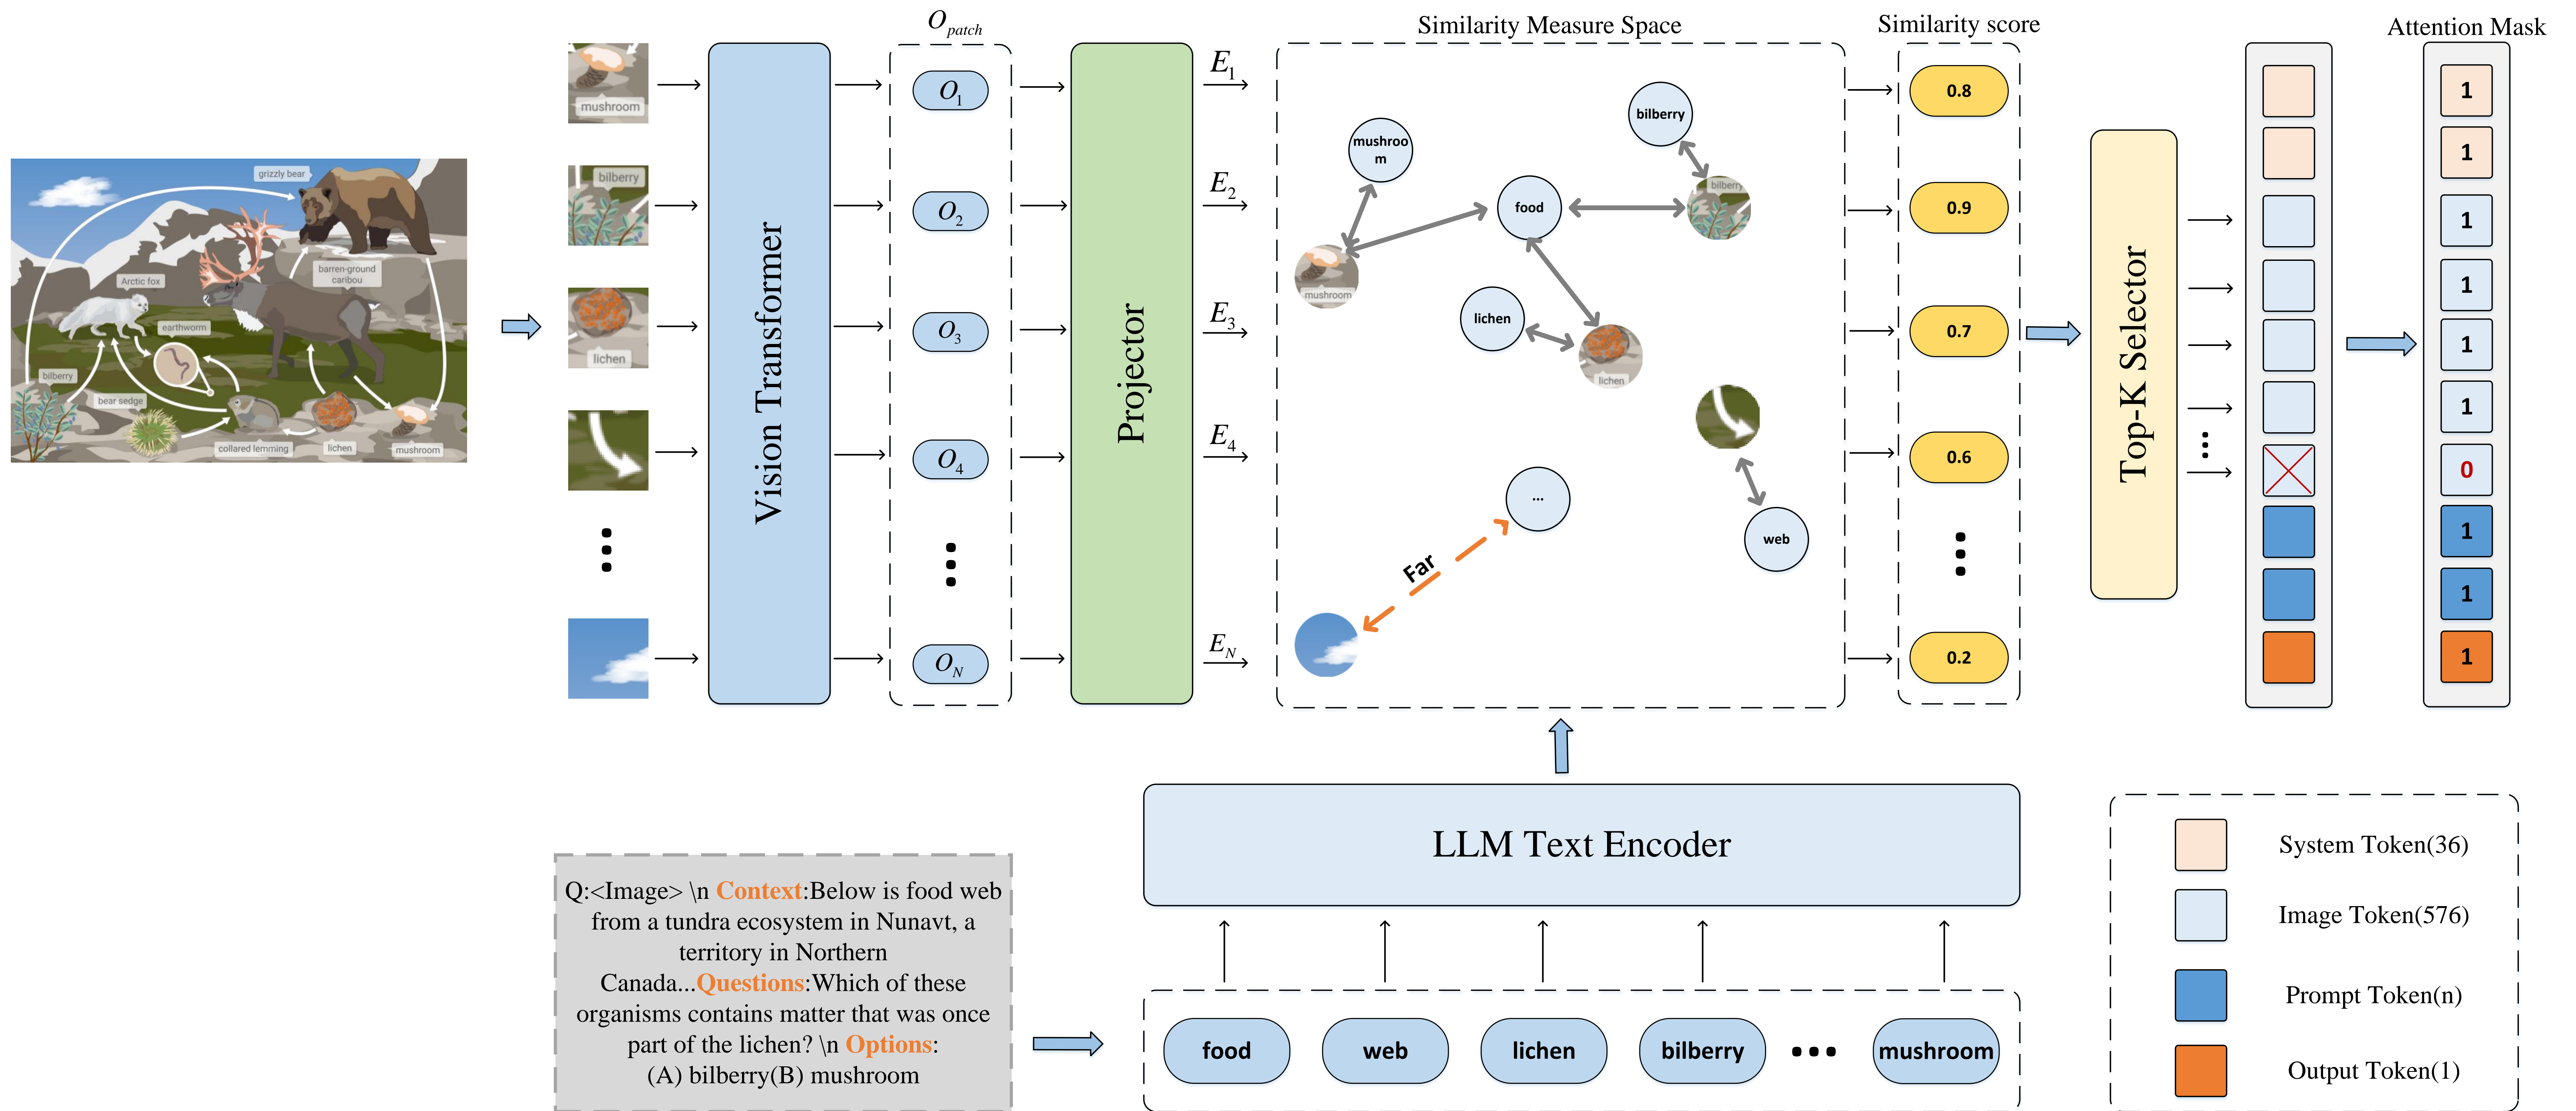 O_patch
Similarity Measure Space
Similarity score
Attention Mask
grizzly bear
barren-ground
caribou
Arctic fox
earthworm
bilberry
bear sedge
collared lemming
lichen
mushroom
mushroom
bilberry
lichen
Vision Transformer
O_1
O_2
O_3
O_4
O_N
Projector
E_1
E_2
E_3
E_4
E_N
mushroo
m
bilberry
food
bilberry
mushroom
lichen
lichen
...
web
Far
0.8
0.9
0.7
0.6
0.2
Top-K Selector
1
1
1
1
1
1
0
1
1
1
LLM Text Encoder
Q:<Image> \n Context:Below is food web
from a tundra ecosystem in Nunavt, a
territory in Northern
Canada...Questions:Which of these
organisms contains matter that was once
part of the lichen? \n Options:
(A) bilberry(B) mushroom
food
web
lichen
bilberry
mushroom
System Token(36)
Image Token(576)
Prompt Token(n)
Output Token(1)